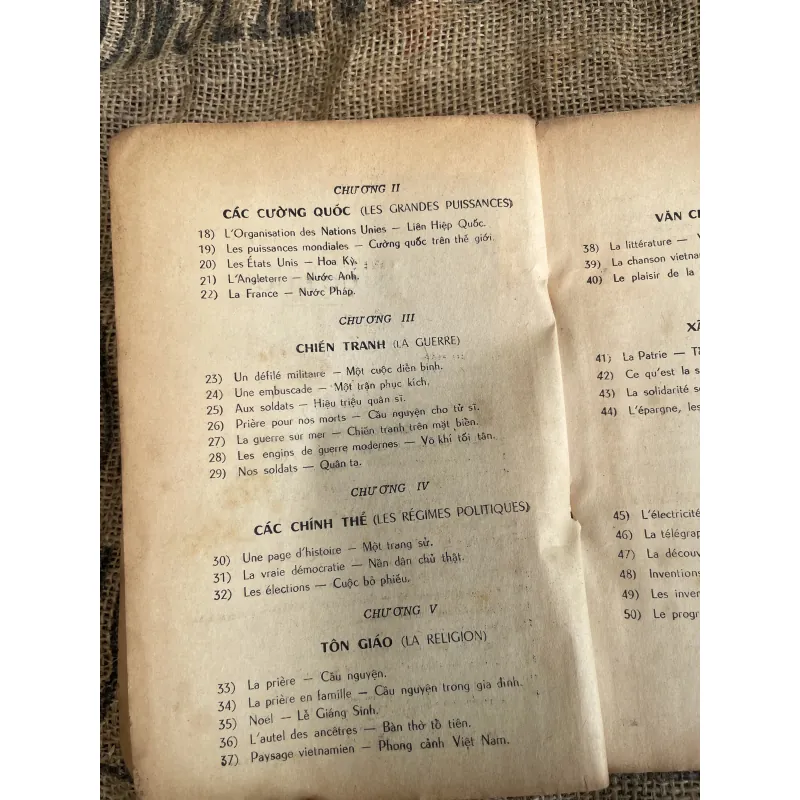 CHƯƠNG II
CÁC CƯỜNG QUỐC (LES GRANDES PUISSANCES)
18) L'Organisation des Nations Unies — Liên Hiệp Quốc.
19) Les puissances mondiales — Cường quốc trên thế giới.
20) Les États Unis — Hoa Kỳ.
21) L'Angleterre — Nước Anh.
22) La France — Nước Pháp.
CHƯƠNG III
CHIẾN TRANH (LA GUERRE)
23) Un défilé militaire — Một cuộc diễn binh.
24) Une embuscade — Một trận phục kích.
25) Aux soldats — Hiệu triệu quân sĩ.
26) Prière pour nos morts — Cầu nguyện cho tử sĩ.
27) La guerre sur mer — Chiến tranh trên mặt biển.
28) Les engins de guerre modernes — Võ khí tối tân.
29) Nos soldats — Quân ta.
CHƯƠNG IV
CÁC CHÍNH THỂ (LES RÉGIMES POLITIQUES)
30) Une page d'histoire — Một trang sử.
31) La vraie démocratie — Nền dân chủ thật.
32) Les élections — Cuộc bỏ phiếu.
CHƯƠNG V
TÔN GIÁO (LA RELIGION)
33) La prière — Cầu nguyện.
34) La prière en famille — Cầu nguyện trong gia đình.
35) Noël — Lễ Giáng Sinh.
36) L'autel des ancêtres — Bàn thờ tổ tiên.
37) Paysage vietnamien — Phong cảnh Việt Nam.
VĂN
38) La littérature —
39) La chanson
40) Le plaisir de la
41) La Patrie —
42) Ce qu'est la
43) La solidarité
44) L'épargne, les
45) L'électricité
46) La
47) La
48)
49) Les
50) Le